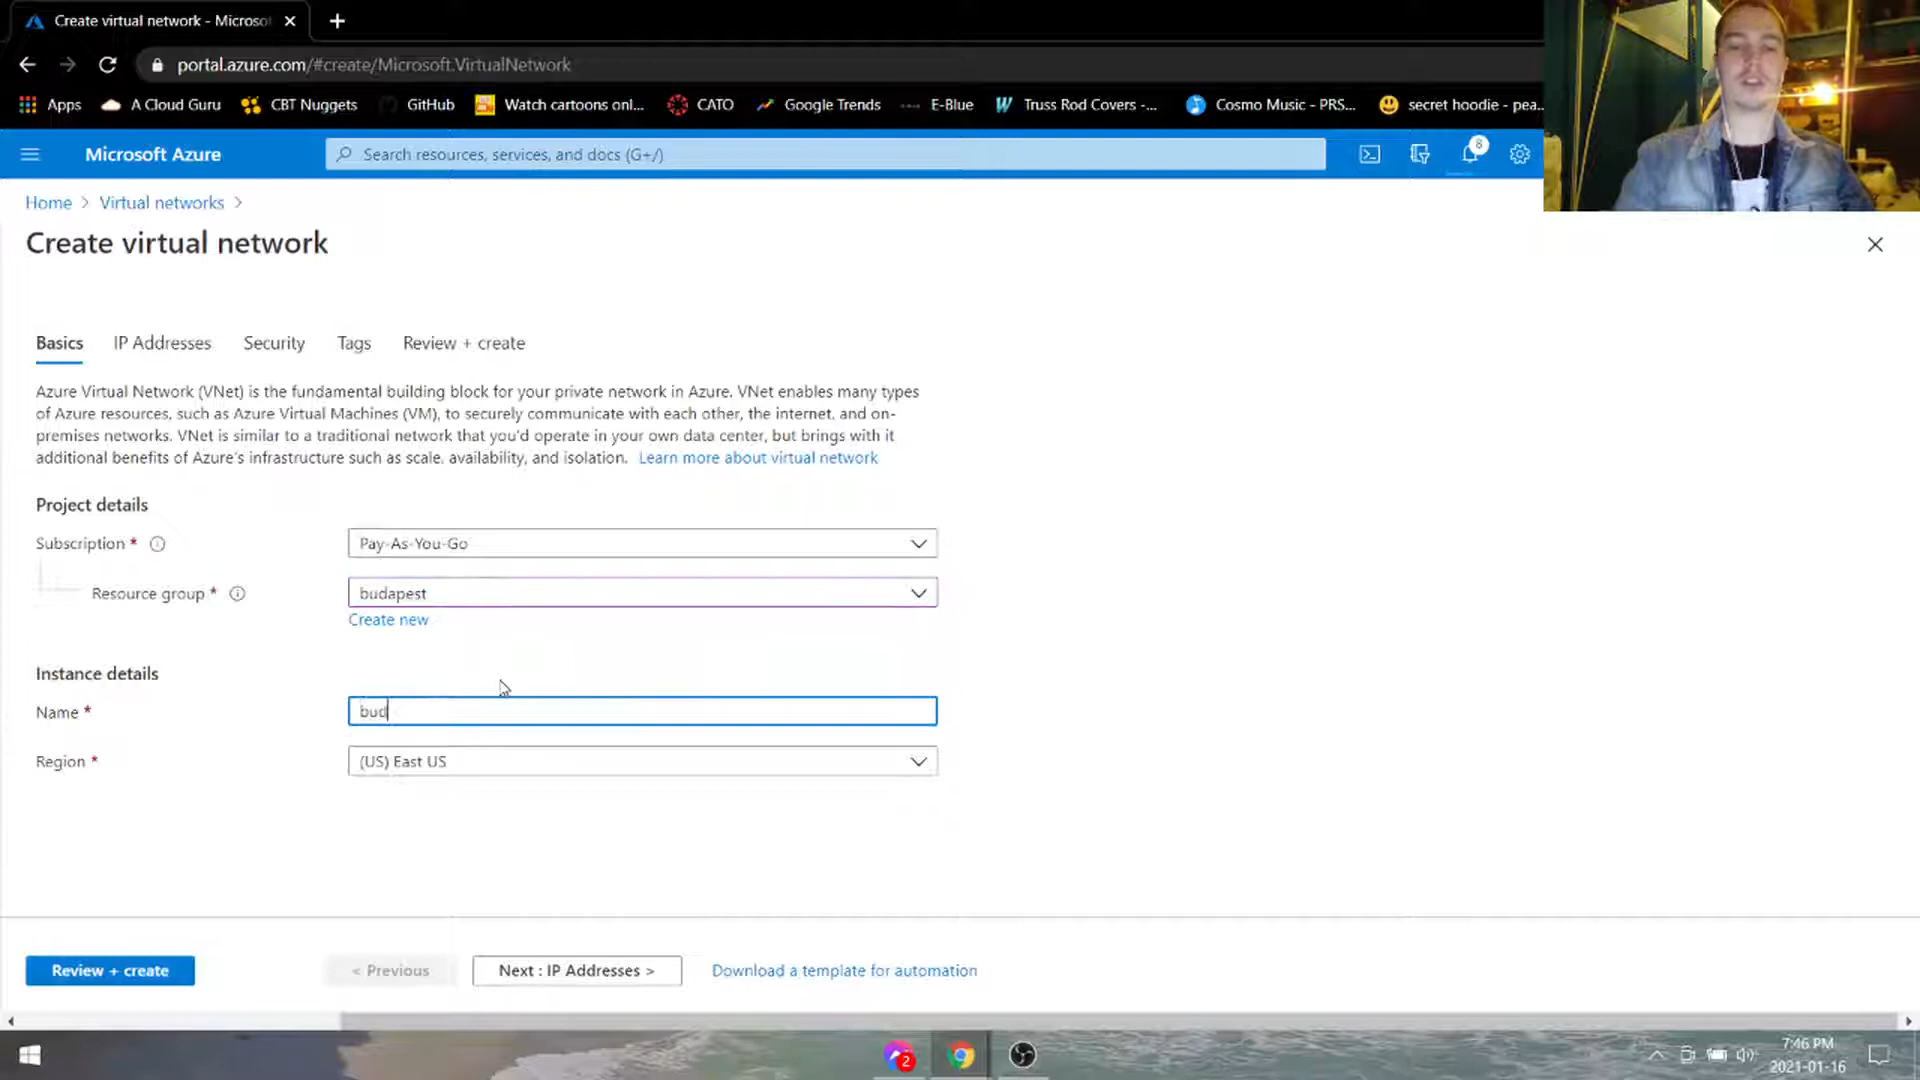 Create virtual network - Microso
portal.azure.com/#create/Microsoft.VirtualNetwork
Apps
A Cloud Guru
CBT Nuggets
GitHub
Watch cartoons onl...
CATO
Google Trends
E-Blue
Truss Rod Covers -...
Cosmo Music - PRS...
secret hoodie - pea...
Microsoft Azure
Search resources, services, and docs (G+/)
8
Home > Virtual networks >
Create virtual network
Basics
IP Addresses
Security
Tags
Review + create
Azure Virtual Network (VNet) is the fundamental building block for your private network in Azure. VNet enables many types
of Azure resources, such as Azure Virtual Machines (VM), to securely communicate with each other, the internet, and on-
premises networks. VNet is similar to a traditional network that you'd operate in your own data center, but brings with it
additional benefits of Azure's infrastructure such as scale, availability, and isolation. Learn more about virtual network
Project details
Subscription *
Pay-As-You-Go
Resource group *
budapest
Create new
Instance details
Name *
bud
Region *
(US) East US
Review + create
< Previous
Next : IP Addresses >
Download a template for automation
2
7:46 PM
2021-01-16